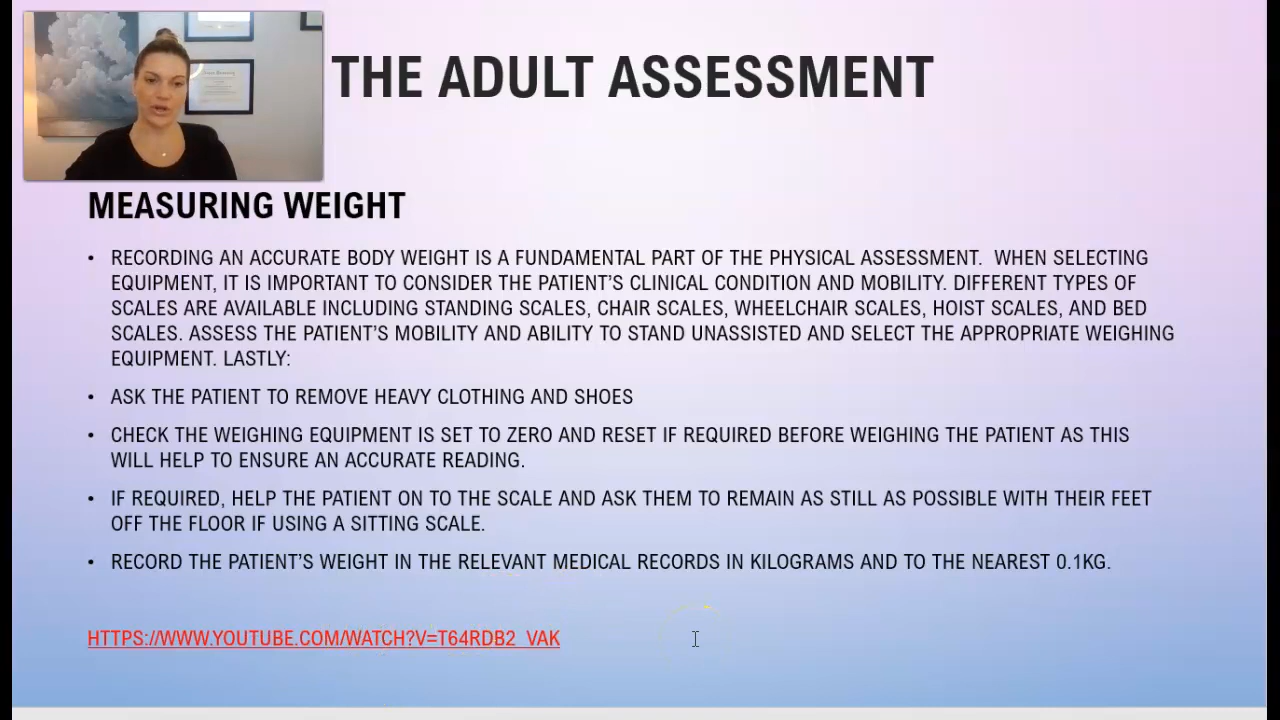 THE ADULT ASSESSMENT
MEASURING WEIGHT
• RECORDING AN ACCURATE BODY WEIGHT IS A FUNDAMENTAL PART OF THE PHYSICAL ASSESSMENT. WHEN SELECTING
EQUIPMENT, IT IS IMPORTANT TO CONSIDER THE PATIENT'S CLINICAL CONDITION AND MOBILITY. DIFFERENT TYPES OF
SCALES ARE AVAILABLE INCLUDING STANDING SCALES, CHAIR SCALES, WHEELCHAIR SCALES, HOIST SCALES, AND BED
SCALES. ASSESS THE PATIENT'S MOBILITY AND ABILITY TO STAND UNASSISTED AND SELECT THE APPROPRIATE WEIGHING
EQUIPMENT. LASTLY:
• ASK THE PATIENT TO REMOVE HEAVY CLOTHING AND SHOES
• CHECK THE WEIGHING EQUIPMENT IS SET TO ZERO AND RESET IF REQUIRED BEFORE WEIGHING THE PATIENT AS THIS
WILL HELP TO ENSURE AN ACCURATE READING.
• IF REQUIRED, HELP THE PATIENT ON TO THE SCALE AND ASK THEM TO REMAIN AS STILL AS POSSIBLE WITH THEIR FEET
OFF THE FLOOR IF USING A SITTING SCALE.
• RECORD THE PATIENT'S WEIGHT IN THE RELEVANT MEDICAL RECORDS IN KILOGRAMS AND TO THE NEAREST 0.1KG.
HTTPS://WWW.YOUTUBE.COM/WATCH?V=T64RDB2_VAK